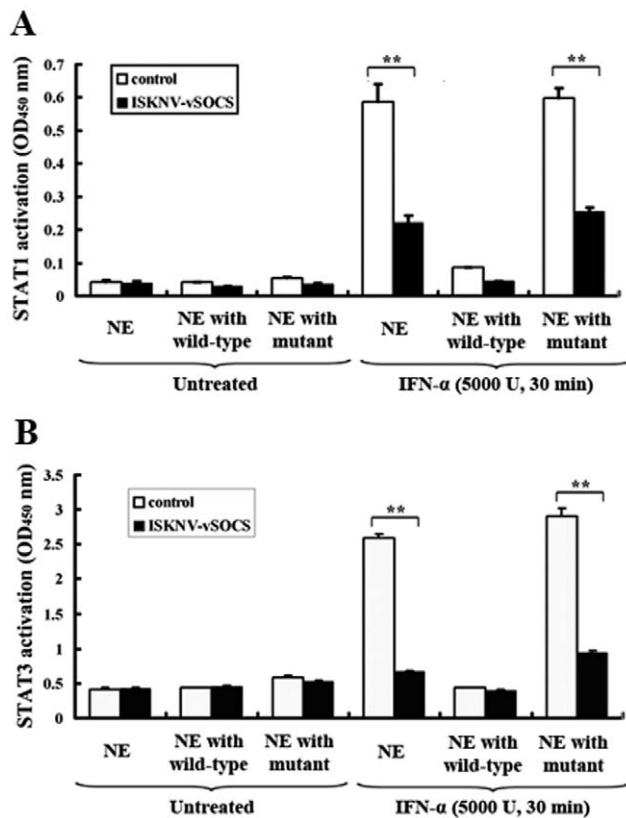 A
STAT1 activation (OD450 nm)
0.7
0.6
0.5
0.4
0.3
0.2
0.1
0
control
ISKNV-vSOCS
**
**
NE
NE with
wild-type
NE with
mutant
NE
NE with
wild-type
NE with
mutant
Untreated
IFN-α (5000 U, 30 min)
B
STAT3 activation (OD450 nm)
3.5
3
2.5
2
1.5
1
0.5
0
control
ISKNV-vSOCS
**
**
NE
NE with
wild-type
NE with
mutant
NE
NE with
wild-type
NE with
mutant
Untreated
IFN-α (5000 U, 30 min)